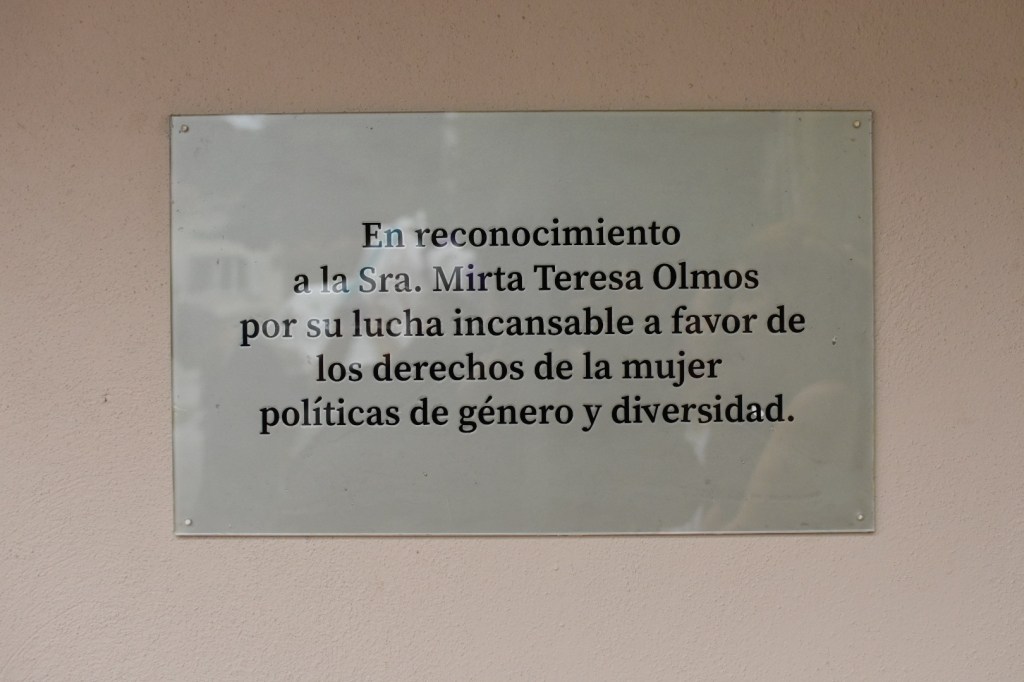 En reconocimiento
a la Sra. Mirta Teresa Olmos
por su lucha incansable a favor de
los derechos de la mujer
políticas de género y diversidad.